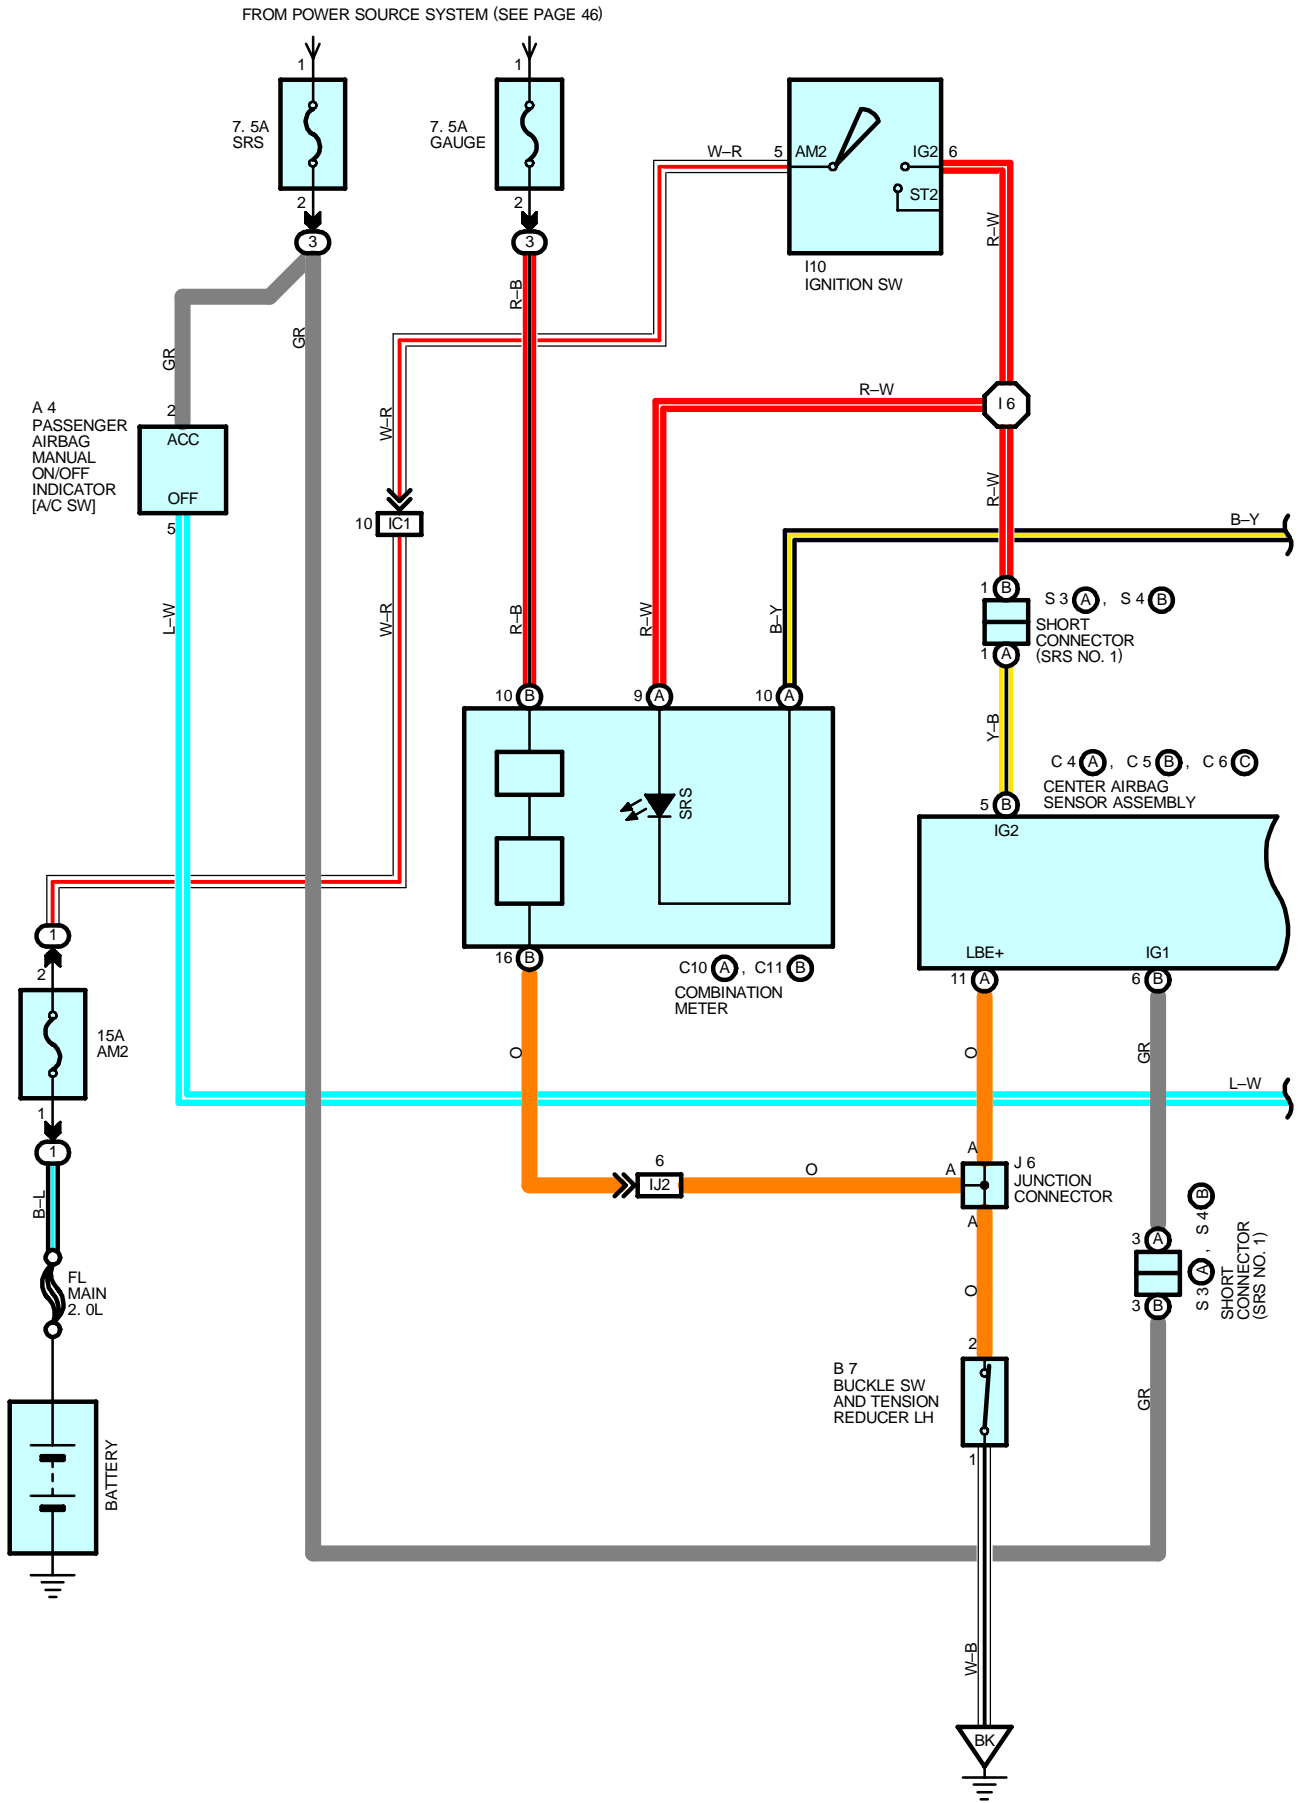 FROM POWER SOURCE SYSTEM (SEE PAGE 46)
1
7. 5A
SRS
2
3
1
7. 5A
GAUGE
2
3
W–R
5
AM2
IG2
6
ST2
I10
IGNITION SW
R–W
R–B
GR
GR
W–R
R–W
I 6
A 4
PASSENGER
AIRBAG
MANUAL
ON/OFF
INDICATOR
[A/C SW]
2
ACC
OFF
5
10
IC1
R–W
B–Y
L–W
W–R
R–B
R–W
B–Y
1
B
S 3 A , S 4 B
SHORT
CONNECTOR
(SRS NO. 1)
1
A
10
B
9
A
10
A
Y–B
C 4 A , C 5 B , C 6 C
CENTER AIRBAG
SENSOR ASSEMBLY
5
B
IG2
SRS
LBE+
IG1
1
2
16
B
C10 A , C11 B
COMBINATION
METER
11
A
6
B
15A
AM2
O
O
GR
L–W
1
1
B–L
6
IJ2
O
A
A
A
J 6
JUNCTION
CONNECTOR
FL
MAIN
2. 0L
O
3
A
3
B
S 3 A , S 4 B
SHORT
CONNECTOR
(SRS NO. 1)
2
B 7
BUCKLE SW
AND TENSION
REDUCER LH
1
GR
BATTERY
W–B
BK